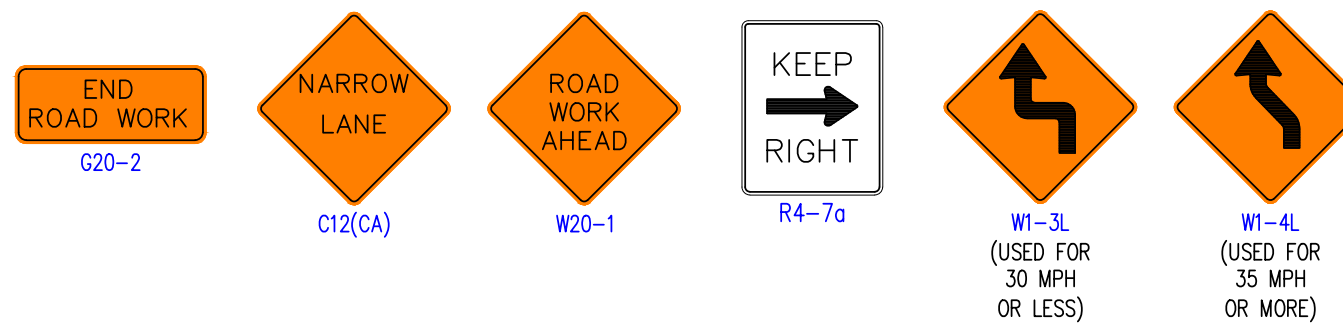 END
ROAD WORK
G20-2
NARROW
LANE
C12(CA)
ROAD
WORK
AHEAD
W20-1
KEEP
RIGHT
R4-7a
W1-3L
(USED FOR
30 MPH
OR LESS)
W1-4L
(USED FOR
35 MPH
OR MORE)